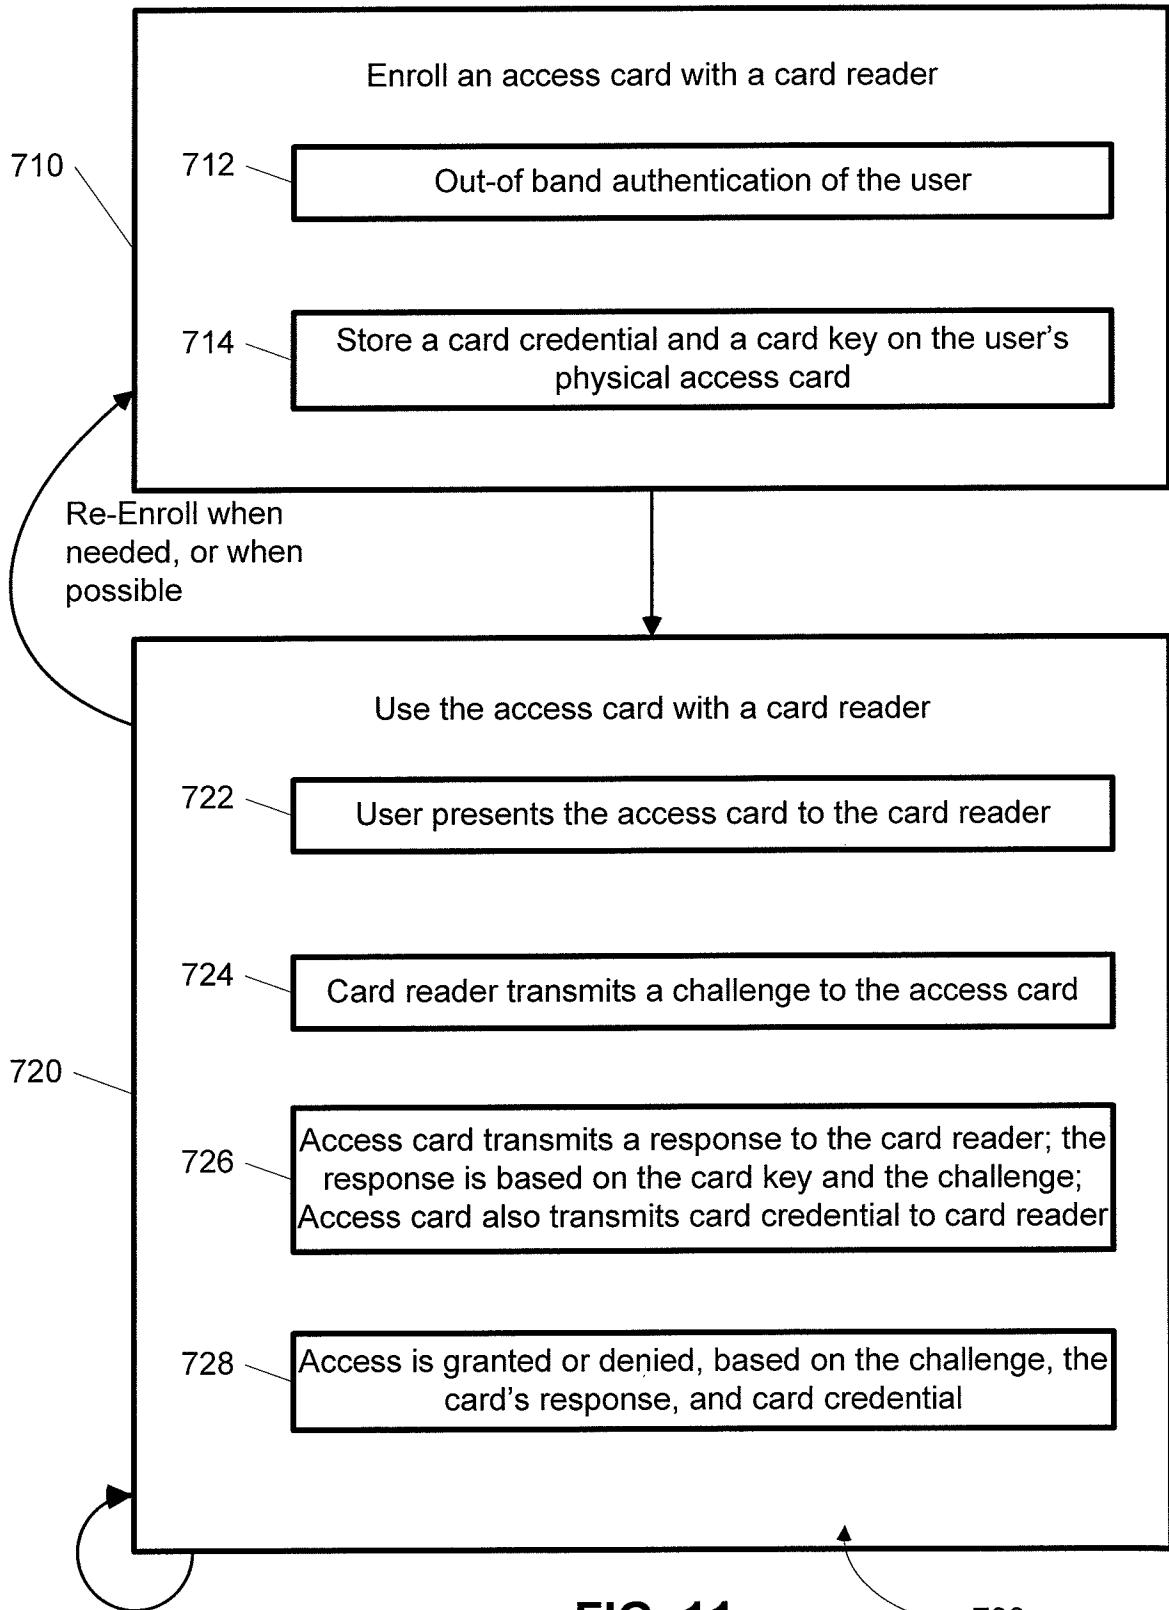 Enroll an access card with a card reader
710
712
Out-of band authentication of the user
714
Store a card credential and a card key on the user's
physical access card
Re-Enroll when
needed, or when
possible
Use the access card with a card reader
722
User presents the access card to the card reader
724
Card reader transmits a challenge to the access card
720
726
Access card transmits a response to the card reader; the
response is based on the card key and the challenge;
Access card also transmits card credential to card reader
728
Access is granted or denied, based on the challenge, the
card's response, and card credential
FIG. 11